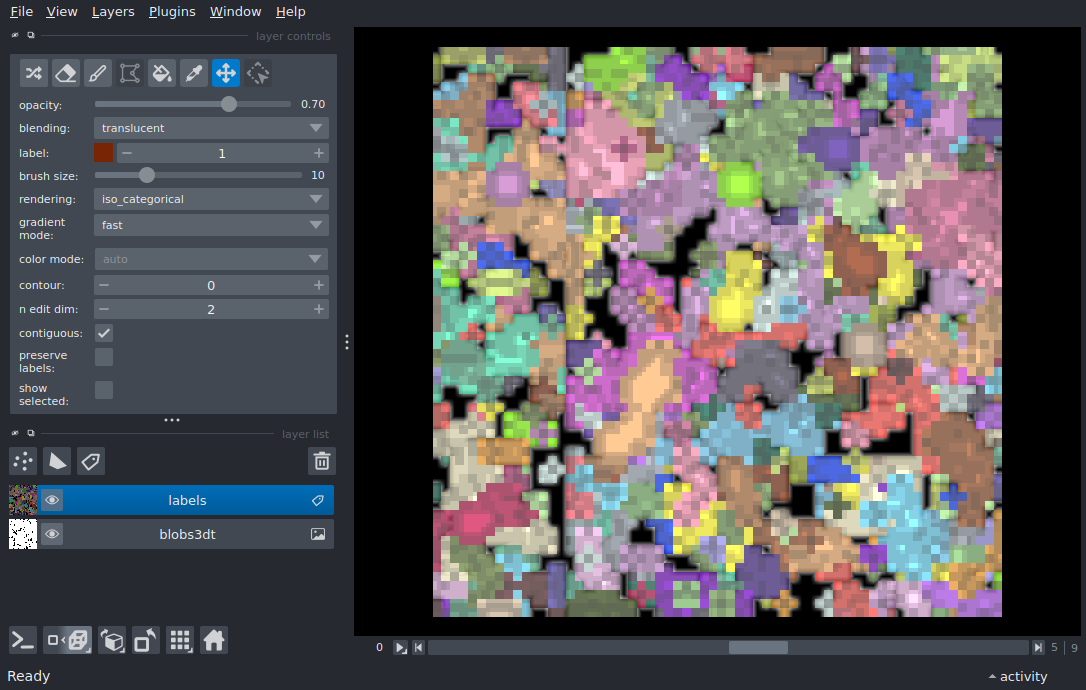 File View Layers Plugins Window Help
layer controls
opacity: 0.70
blending: translucent
label: − 1 +
brush size: 10
rendering: iso_categorical
gradient
mode: fast
color mode: auto
contour: − 0 +
n edit dim: − 2 +
contiguous:
preserve
labels:
show
selected:
layer list
labels
blobs3dt
0 5 | 9
Ready activity